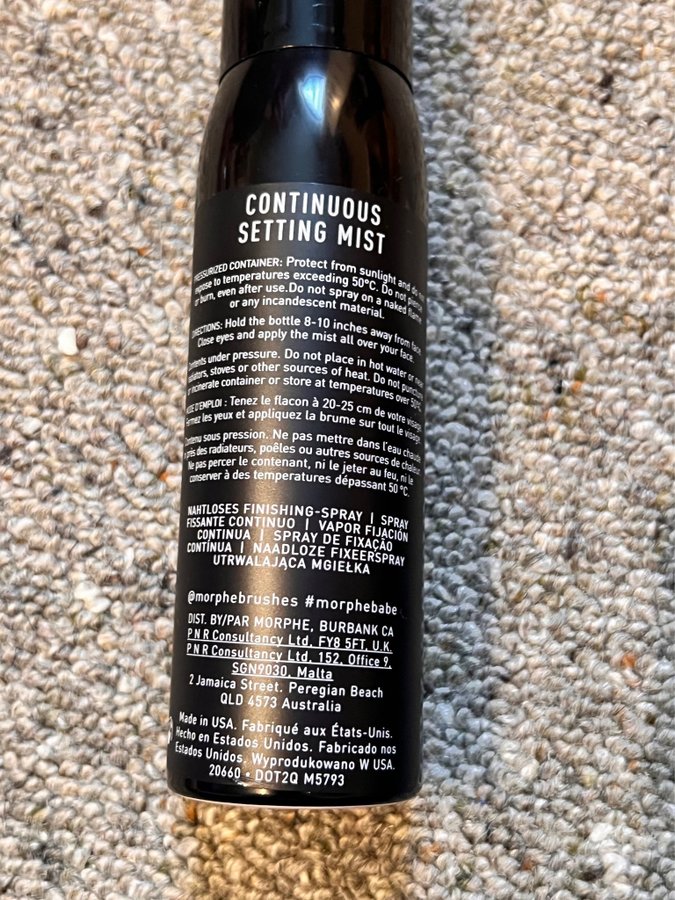 CONTINUOUS
SETTING MIST
PRESSURIZED CONTAINER: Protect from sunlight and do not
expose to temperatures exceeding 50°C. Do not pierce
or burn, even after use.Do not spray on a naked flame
or any incandescent material.
DIRECTIONS: Hold the bottle 8-10 inches away from face.
Close eyes and apply the mist all over your face.
Contents under pressure. Do not place in hot water or near
radiators, stoves or other sources of heat. Do not puncture
or incinerate container or store at temperatures over 50°C.
MODE D'EMPLOI : Tenez le flacon à 20-25 cm de votre visage.
Fermez les yeux et appliquez la brume sur tout le visage.
Contenu sous pression. Ne pas mettre dans l'eau chaude
près des radiateurs, poêles ou autres sources de chaleur.
Ne pas percer le contenant, ni le jeter au feu, ni le
conserver à des temperatures dépassant 50 °C.
NAHTLOSES FINISHING-SPRAY | SPRAY
FISSANTE CONTINUO | VAPOR FIJACIÓN
CONTINUA | SPRAY DE FIXAÇÃO
CONTÍNUA | NAADLOZE FIXEERSPRAY
UTRWALAJĄCA MGIEŁKA
@morphebrushes #morphebabe
DIST. BY/PAR MORPHE, BURBANK CA
P N R Consultancy Ltd, FY8 5FT, U.K.
P N R Consultancy Ltd, 152, Office 9,
SGN9030, Malta
2 Jamaica Street. Peregian Beach
QLD 4573 Australia
Made in USA. Fabriqué aux États-Unis.
Hecho en Estados Unidos. Fabricado nos
Estados Unidos. Wyprodukowano W USA.
20660 • DOT2Q M5793